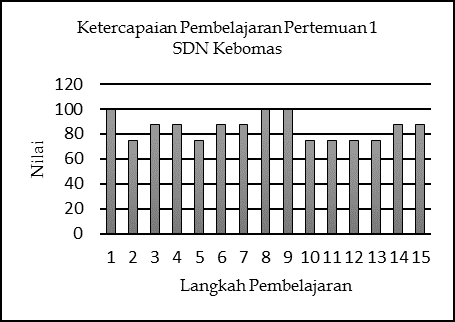 Ketercapaian Pembelajaran Pertemuan 1
SDN Kebomas
120
100
80
60
40
20
0
Nilai
1 2 3 4 5 6 7 8 9 10 11 12 13 14 15
Langkah Pembelajaran